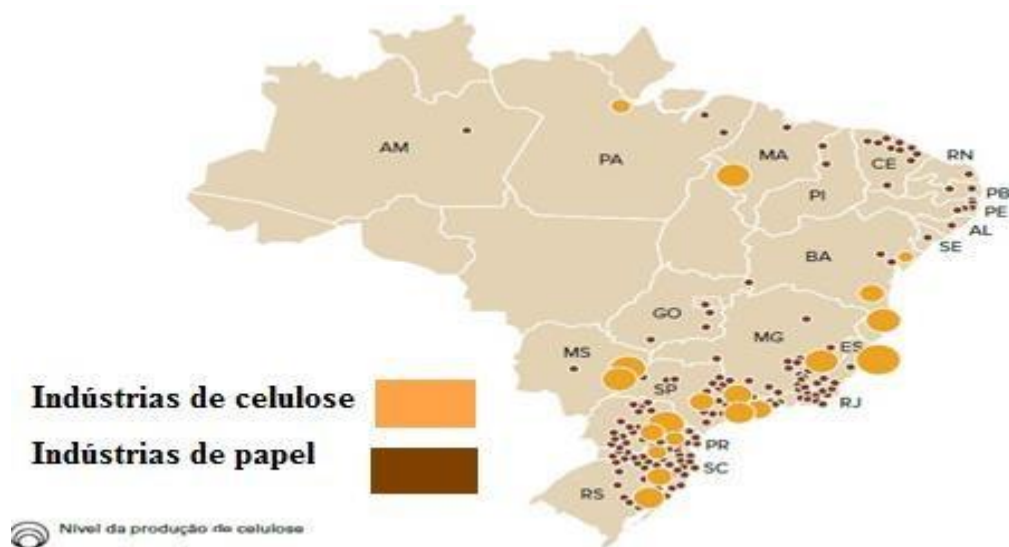 AM
PA
MA
CE
RN
PI
PB
PE
AL
SE
BA
GO
MG
MS
ES
SP
RJ
PR
SC
RS
Indústrias de celulose
Indústrias de papel
Nível da produção de celulose